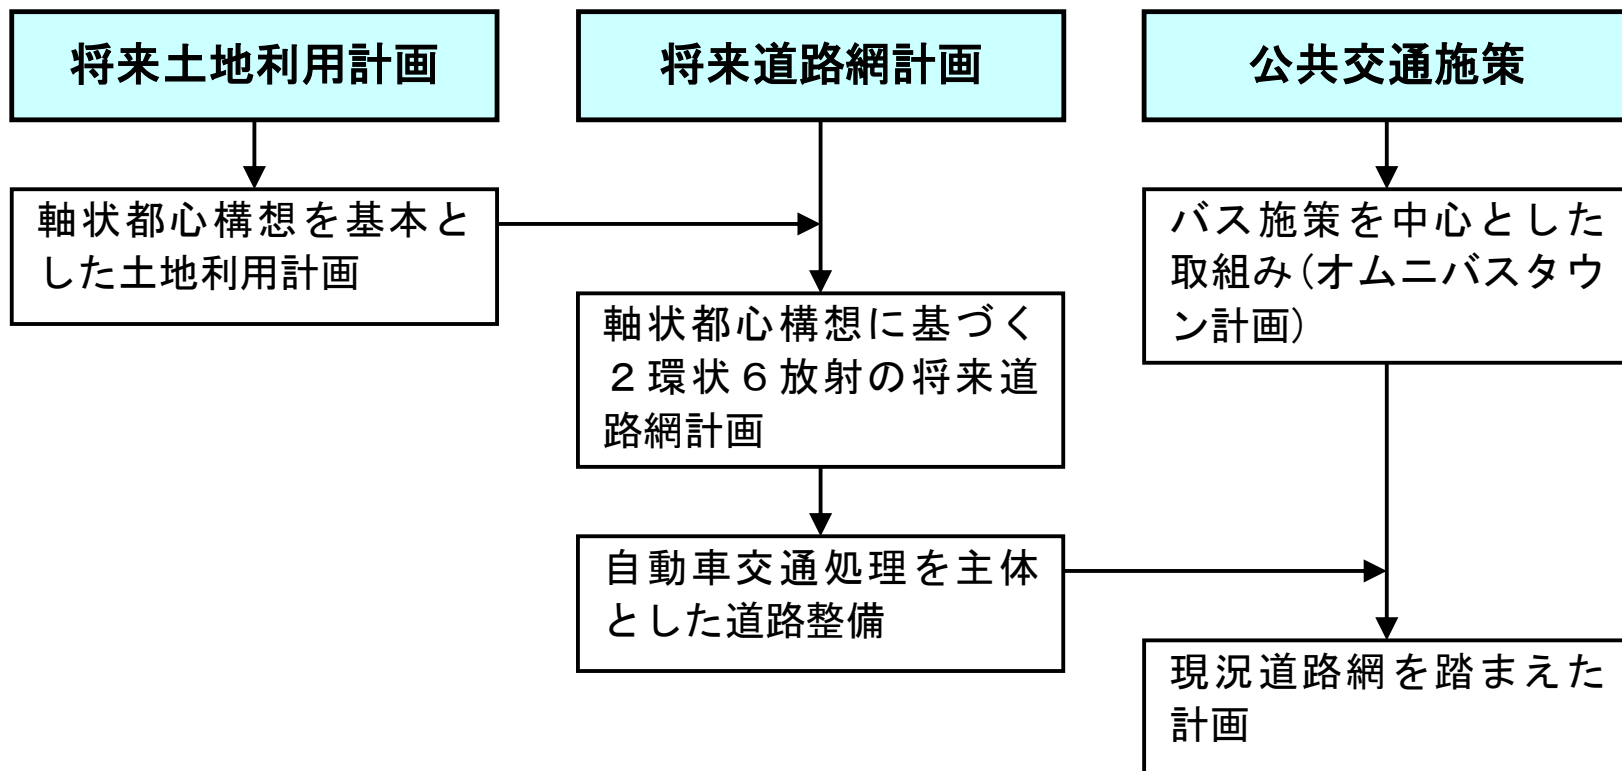 将来土地利用計画
将来道路網計画
公共交通施策
軸状都心構想を基本と
した土地利用計画
軸状都心構想に基づく
２環状６放射の将来道
路網計画
自動車交通処理を主体
とした道路整備
バス施策を中心とした
取組み(オムニバスタウ
ン計画)
現況道路網を踏まえた
計画